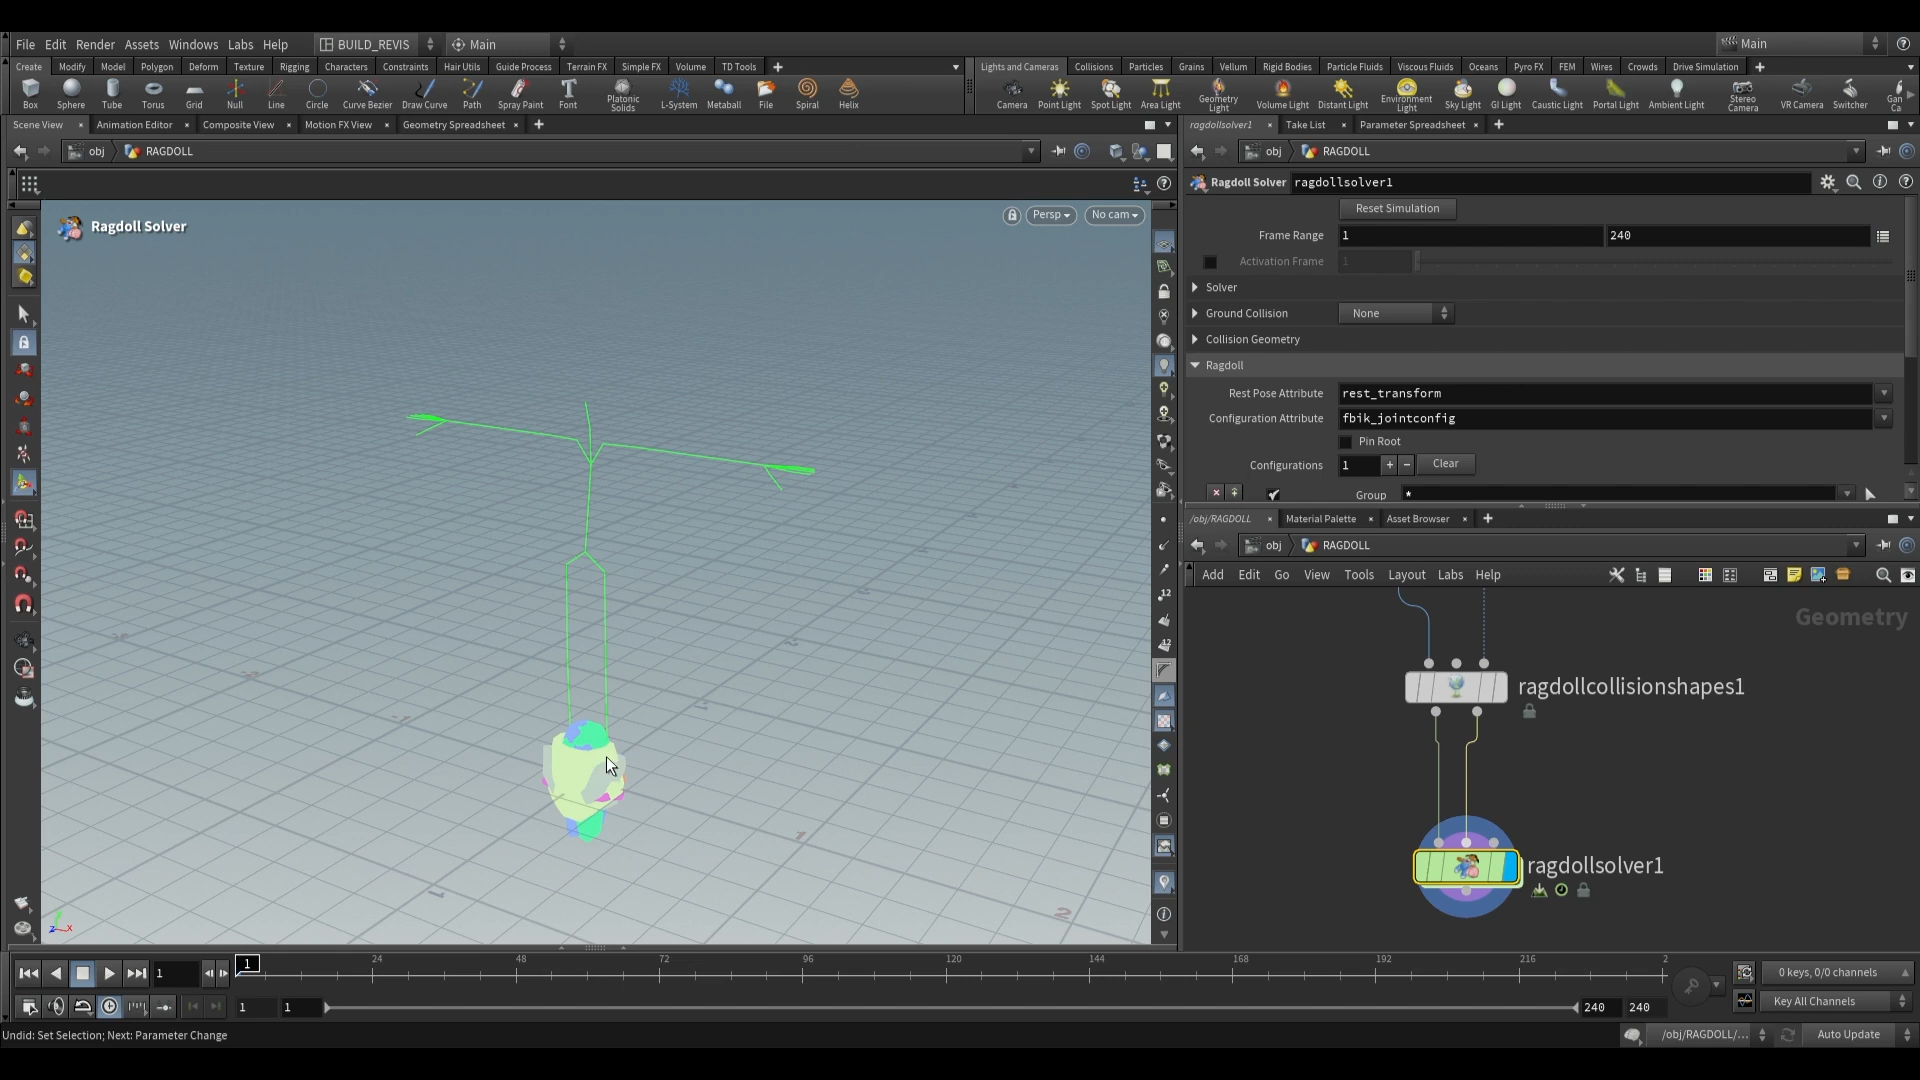 File Edit Render Assets Windows Labs Help BUILD_REVIS Main Main
Create Modify Model Polygon Deform Texture Rigging Characters Constraints Hair Utils Guide Process Terrain FX Simple FX Volume TD Tools
Lights and Cameras Collisions Particles Grains Vellum Rigid Bodies Particle Fluids Viscous Fluids Oceans Pyro FX FEM Wires Crowds Drive Simulation
Box Sphere Tube Torus Grid Null Line Circle Curve Bezier Draw Curve Path Spray Paint Font Platonic Solids L-System Metaball File Spiral Helix
Camera Point Light Spot Light Area Light Geometry Light Volume Light Distant Light Environment Light Sky Light GI Light Caustic Light Portal Light Ambient Light Stereo Camera VR Camera Switcher Gan Ca
Scene View Animation Editor Composite View Motion FX View Geometry Spreadsheet
ragdollsolver1 Take List Parameter Spreadsheet
obj RAGDOLL
obj RAGDOLL
Ragdoll Solver ragdollsolver1
Reset Simulation
Ragdoll Solver
Persp No cam
Frame Range 1 240
Activation Frame 1
Solver
Ground Collision None
Collision Geometry
Ragdoll
Rest Pose Attribute rest_transform
Configuration Attribute fbik_jointconfig
Pin Root
Configurations 1 + − Clear
Group *
/obj/RAGDOLL Material Palette Asset Browser
obj RAGDOLL
Add Edit Go View Tools Layout Labs Help
Geometry
ragdollcollisionshapes1
ragdollsolver1
1
2
1 1 24 48 72 96 120 144 168 192 216 2
0 keys, 0/0 channels
1 1 240 240
Key All Channels
Undid: Set Selection; Next: Parameter Change
/obj/RAGDOLL/... Auto Update